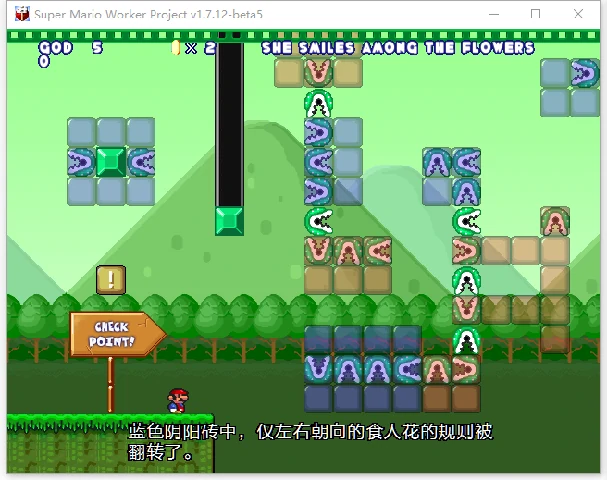 Super Mario Worker Project v1.7.12-beta5
GOD 5 × 2 SHE SMILES AMONG THE FLOWERS
0
!
CHECK
POINT!
蓝色阴阳砖中，仅左右朝向的食人花的规则被
翻转了。